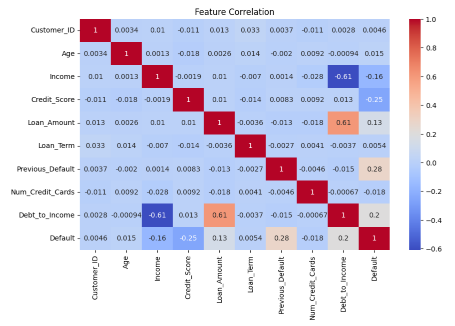 Feature Correlation
Customer_ID 1 0.0034 0.01 -0.011 0.013 0.033 0.0037 -0.011 0.0028 0.0046
Age 0.0034 1 0.0013 -0.018 0.0026 0.014 -0.002 0.0092 -0.00094 0.015
Income 0.01 0.0013 1 -0.0019 0.01 -0.007 0.0014 -0.028 -0.61 -0.16
Credit_Score -0.011 -0.018 -0.0019 1 0.01 -0.014 0.0083 0.0092 0.013 -0.25
Loan_Amount 0.013 0.0026 0.01 0.01 1 -0.0036 -0.013 -0.018 0.61 0.13
Loan_Term 0.033 0.014 -0.007 -0.014 -0.0036 1 -0.0027 0.0041 -0.0037 0.0054
Previous_Default 0.0037 -0.002 0.0014 0.0083 -0.013 -0.0027 1 -0.0046 -0.015 0.28
Num_Credit_Cards -0.011 0.0092 -0.028 0.0092 -0.018 0.0041 -0.0046 1 -0.00067 -0.018
Debt_to_Income 0.0028 -0.00094 -0.61 0.013 0.61 -0.0037 -0.015 -0.00067 1 0.2
Default 0.0046 0.015 -0.16 -0.25 0.13 0.0054 0.28 -0.018 0.2 1
Customer_ID
Age
Income
Credit_Score
Loan_Amount
Loan_Term
Previous_Default
Num_Credit_Cards
Debt_to_Income
Default
1.0
0.8
0.6
0.4
0.2
0.0
-0.2
-0.4
-0.6